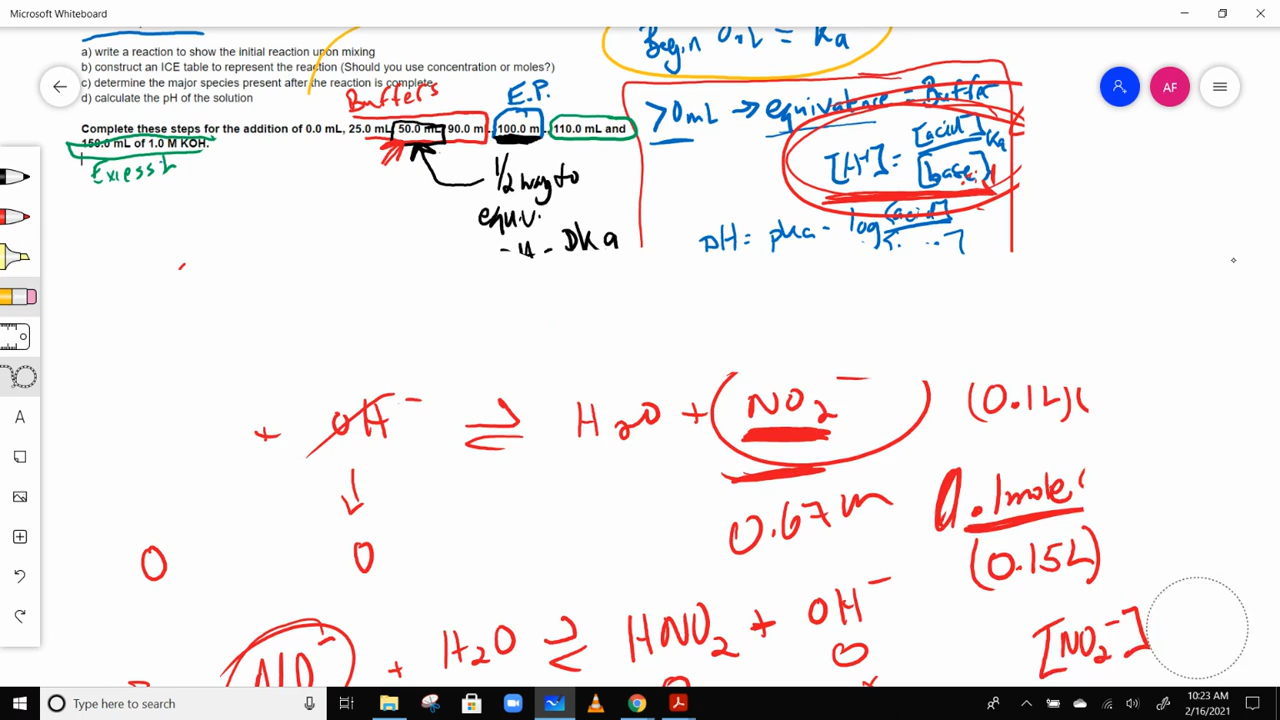 Microsoft Whiteboard
Begin 0mL = Ka
a) write a reaction to show the initial reaction upon mixing
b) construct an ICE table to represent the reaction (Should you use concentration or moles?)
c) determine the major species present after the reaction is complete
d) calculate the pH of the solution
Buffers
E.P.
Complete these steps for the addition of 0.0 mL, 25.0 mL, 50.0 mL, 90.0 mL, 100.0 m 110.0 mL and
150.0 mL of 1.0 M KOH.
Excess
1/2 way to
equiv.
>0mL → equivalence = Buffer
[H+] = [acid] Ka
[base]
pH = pKa - log [acid]
AF
A
+ OH- ⇌ H2O + NO2- (0.1L)(
0 0 0.67m 0.1mole
(0.15L)
+ H2O ⇌ HNO2 + OH- [NO2-]
0
Type here to search
10:23 AM
2/16/2021